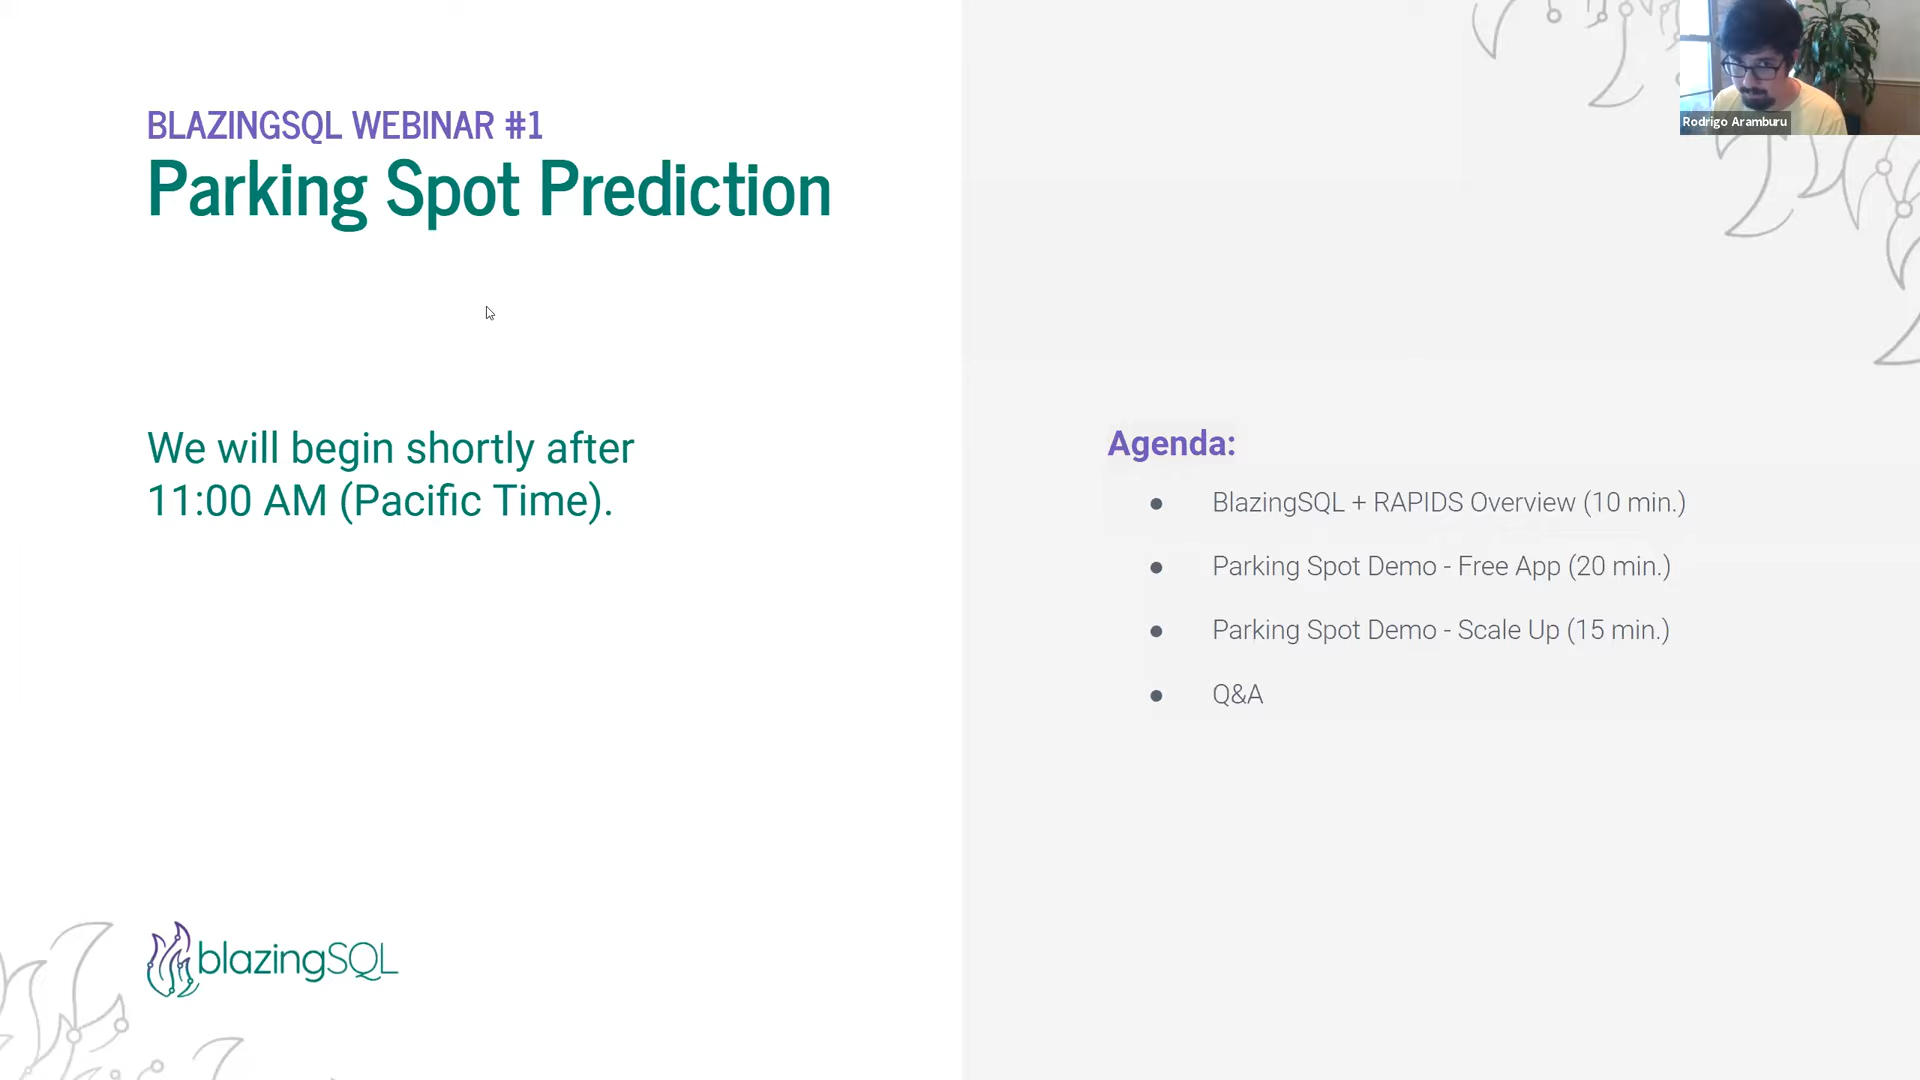 BLAZINGSQL WEBINAR #1
Parking Spot Prediction
We will begin shortly after
11:00 AM (Pacific Time).
blazingSQL
Rodrigo Aramburu
Agenda:
● BlazingSQL + RAPIDS Overview (10 min.)
● Parking Spot Demo - Free App (20 min.)
● Parking Spot Demo - Scale Up (15 min.)
● Q&A